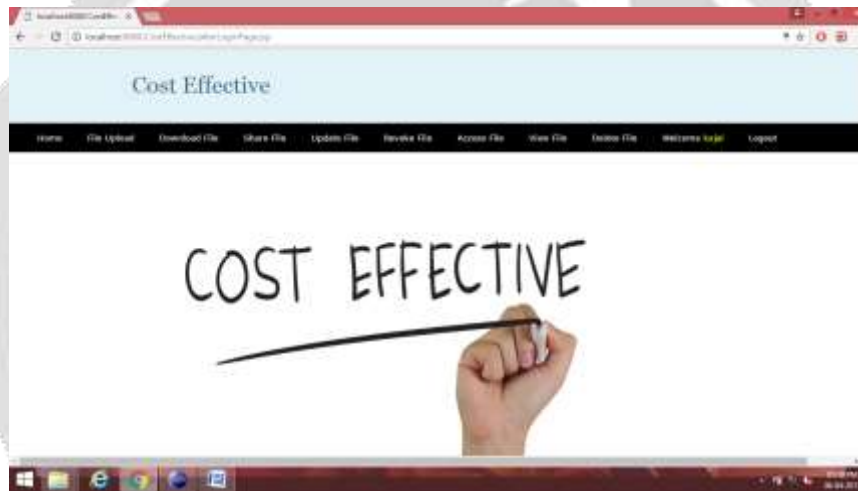 Cost Effective
Home File Upload Download File Share File Update File Revoke File Access File View File Delete File Welcome Logout
COST EFFECTIVE